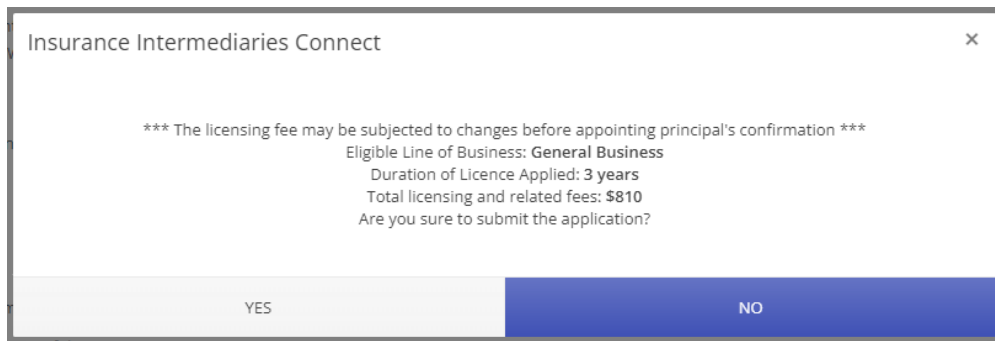 Insurance Intermediaries Connect
×
*** The licensing fee may be subjected to changes before appointing principal's confirmation ***
Eligible Line of Business: General Business
Duration of Licence Applied: 3 years
Total licensing and related fees: $810
Are you sure to submit the application?
YES
NO